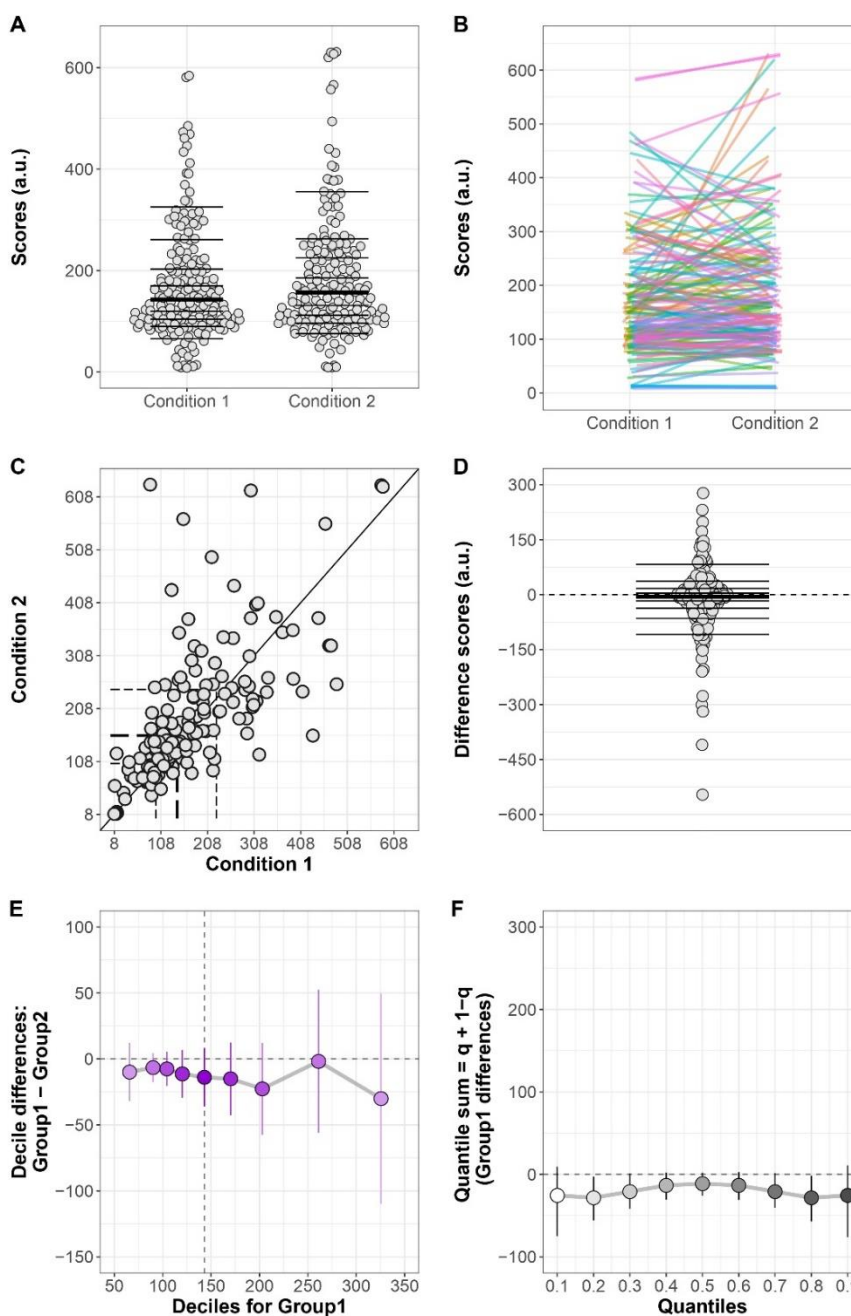 A
Scores (a.u.)
600
400
200
0
Condition 1
Condition 2
B
Scores (a.u.)
600
500
400
300
200
100
0
Condition 1
Condition 2
C
Condition 2
608
508
408
308
208
108
8
8
108
208
308
408
508
608
Condition 1
D
Difference scores (a.u.)
300
150
0
−150
−300
−450
−600
E
Decile differences:
Group1 − Group2
100
50
0
−50
−100
−150
50
100
150
200
250
300
350
Deciles for Group1
F
Quantile sum = q + 1−q
(Group1 differences)
300
200
100
0
−100
0.1
0.2
0.3
0.4
0.5
0.6
0.7
0.8
Quantiles